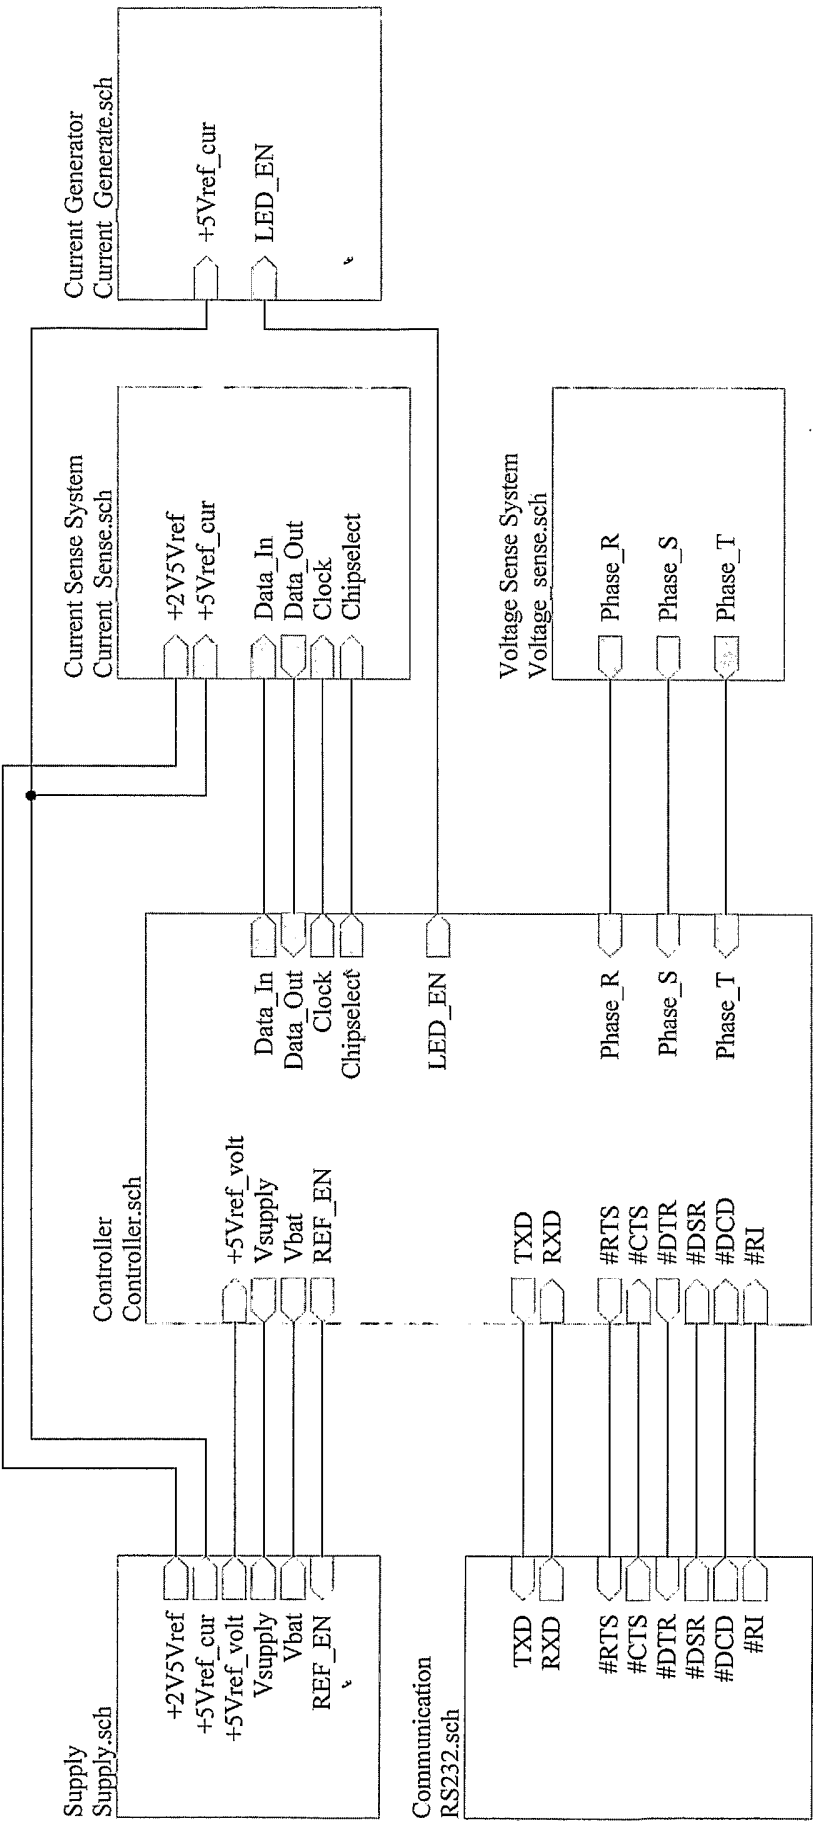 Supply
Supply.sch
+2V5Vref
+5Vref_cur
+5Vref_volt
Vsupply
Vbat
REF_EN
Communication
RS232.sch
TXD
RXD
#RTS
#CTS
#DTR
#DSR
#DCD
#RI
Controller
Controller.sch
+5Vref_volt
Vsupply
Vbat
REF_EN
TXD
RXD
#RTS
#CTS
#DTR
#DSR
#DCD
#RI
Data_In
Data_Out
Clock
Chipselect
LED_EN
Phase_R
Phase_S
Phase_T
Current Sense System
Current_Sense.sch
+2V5Vref
+5Vref_cur
Data_In
Data_Out
Clock
Chipselect
Voltage Sense System
Voltage_sense.sch
Phase_R
Phase_S
Phase_T
Current Generator
Current_Generate.sch
+5Vref_cur
LED_EN